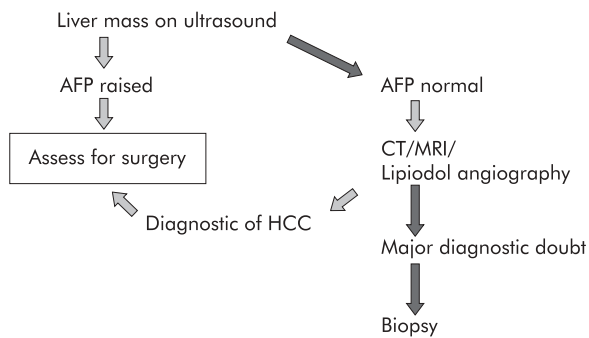 Liver mass on ultrasound
AFP raised
AFP normal
Assess for surgery
CT/MRI/
Lipiodol angiography
Diagnostic of HCC
Major diagnostic doubt
Biopsy